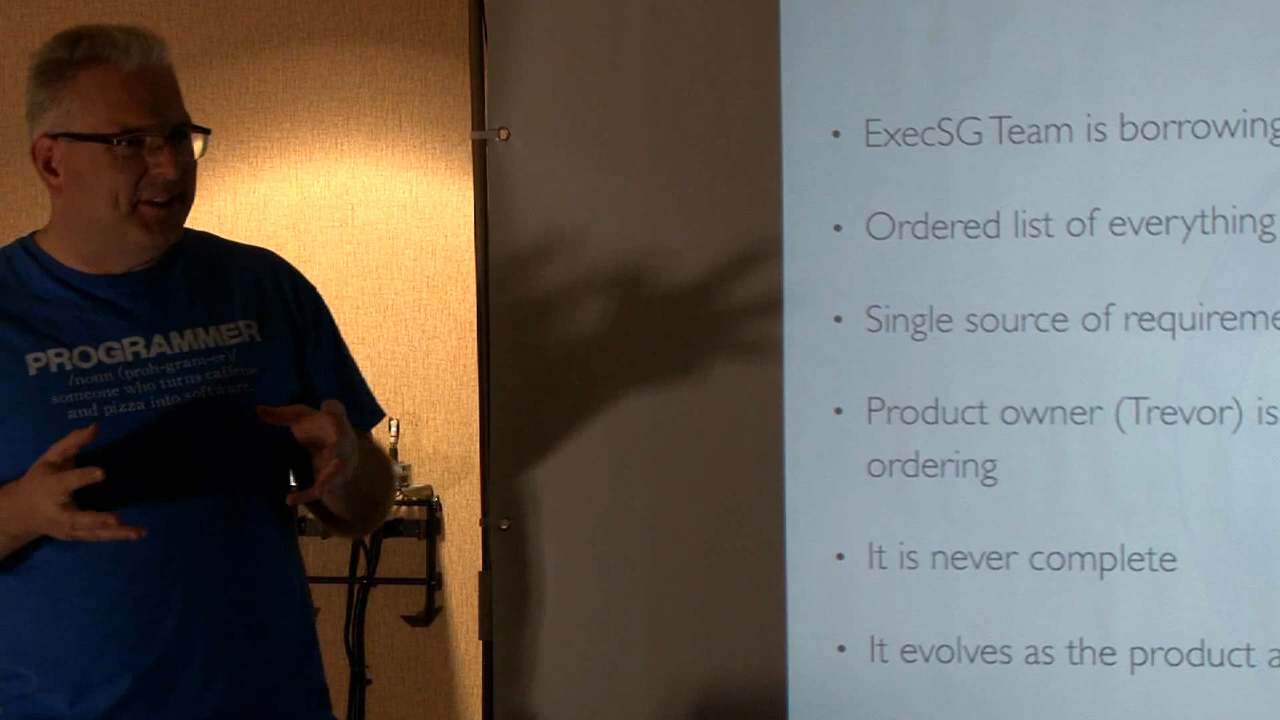 PROGRAMMER
/noun (proh-gram-er)/
someone who turns caffeine
and pizza into software.
• ExecSG Team is borrowing
• Ordered list of everything
• Single source of requireme
• Product owner (Trevor) is
ordering
• It is never complete
• It evolves as the product a